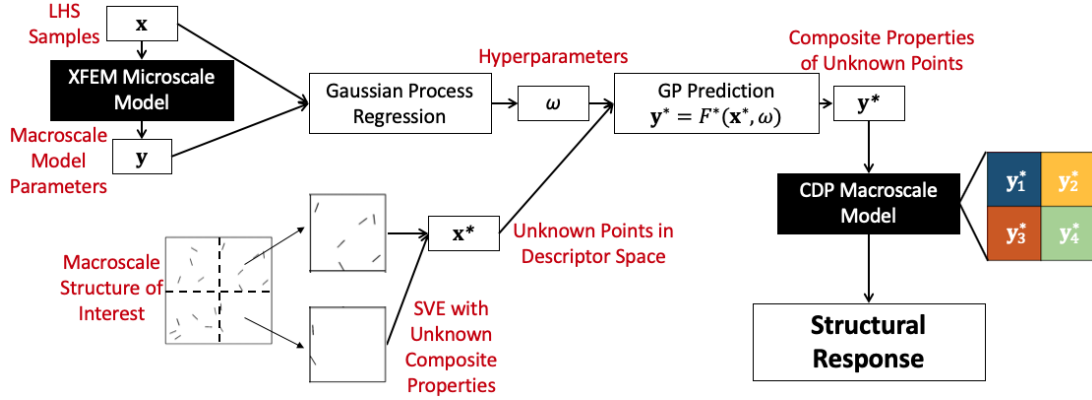 LHS
Samples
x
XFEM Microscale
Model
Macroscale
Model
Parameters
y
Gaussian Process
Regression
Hyperparameters
ω
GP Prediction
y* = F*(x*, ω)
Composite Properties
of Unknown Points
y*
CDP Macroscale
Model
y₁*
y₂*
y₃*
y₄*
Macroscale
Structure of
Interest
x*
Unknown Points in
Descriptor Space
SVE with
Unknown
Composite
Properties
Structural
Response